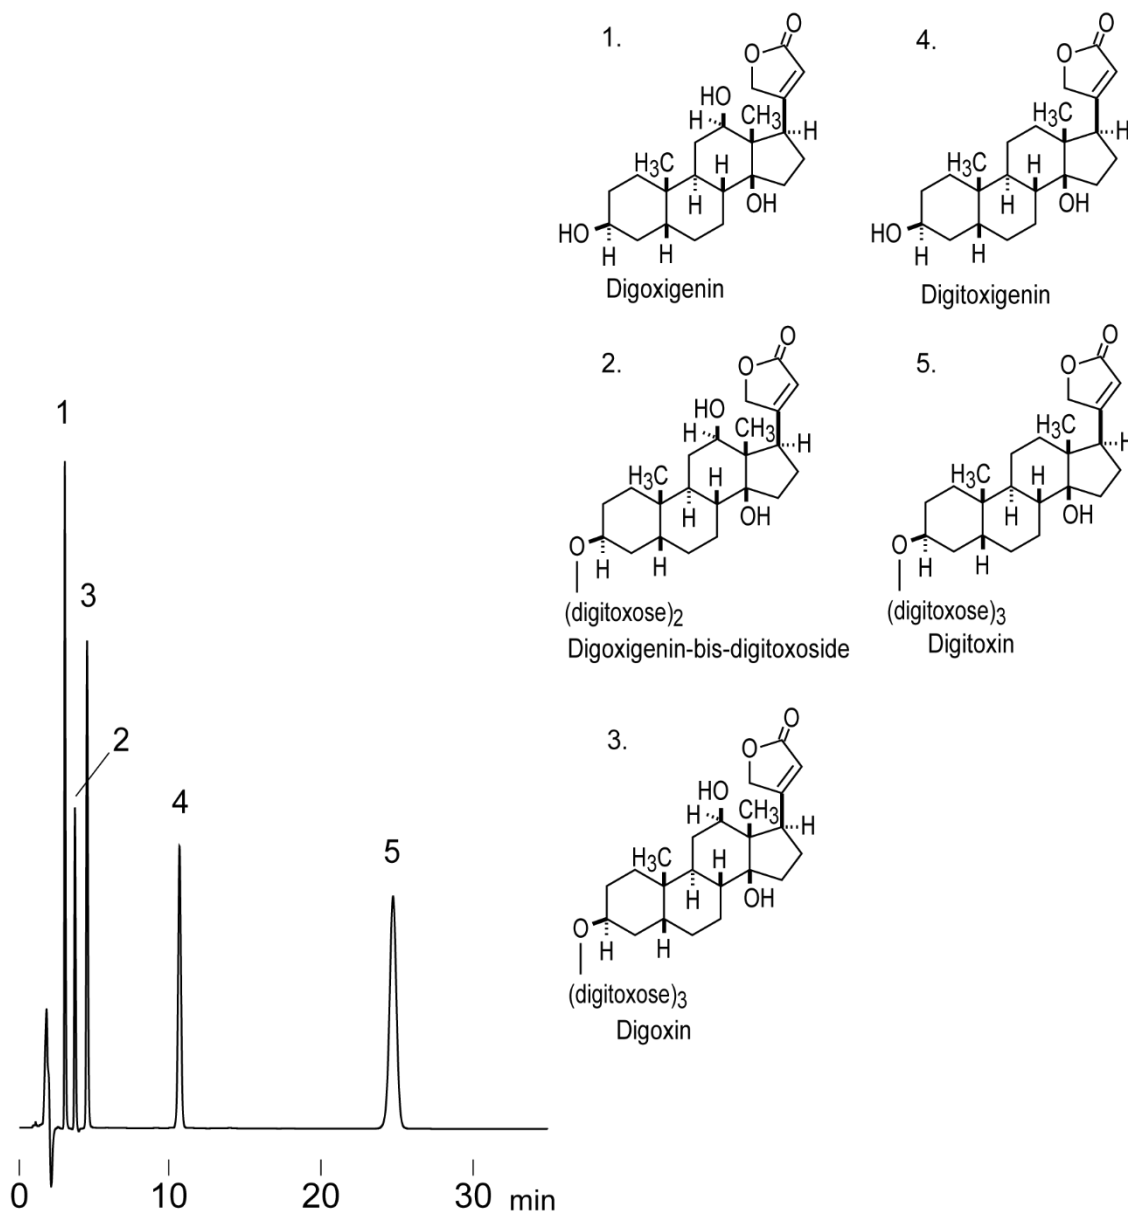 1.
O
O
HO
H
CH3
H
H3C
H
H
OH
HO
H
H
Digoxigenin
4.
O
O
H3C
H
H3C
H
H
OH
HO
H
H
Digitoxigenin
2.
O
O
HO
H
CH3
H
H3C
H
H
OH
O
H
H
(digitoxose)2
Digoxigenin-bis-digitoxoside
5.
O
O
H3C
H
H3C
H
H
OH
O
H
H
(digitoxose)3
Digitoxin
3.
O
O
HO
H
CH3
H
H3C
H
H
OH
O
H
H
(digitoxose)3
Digoxin
1
2
3
4
5
0 10 20 30 min